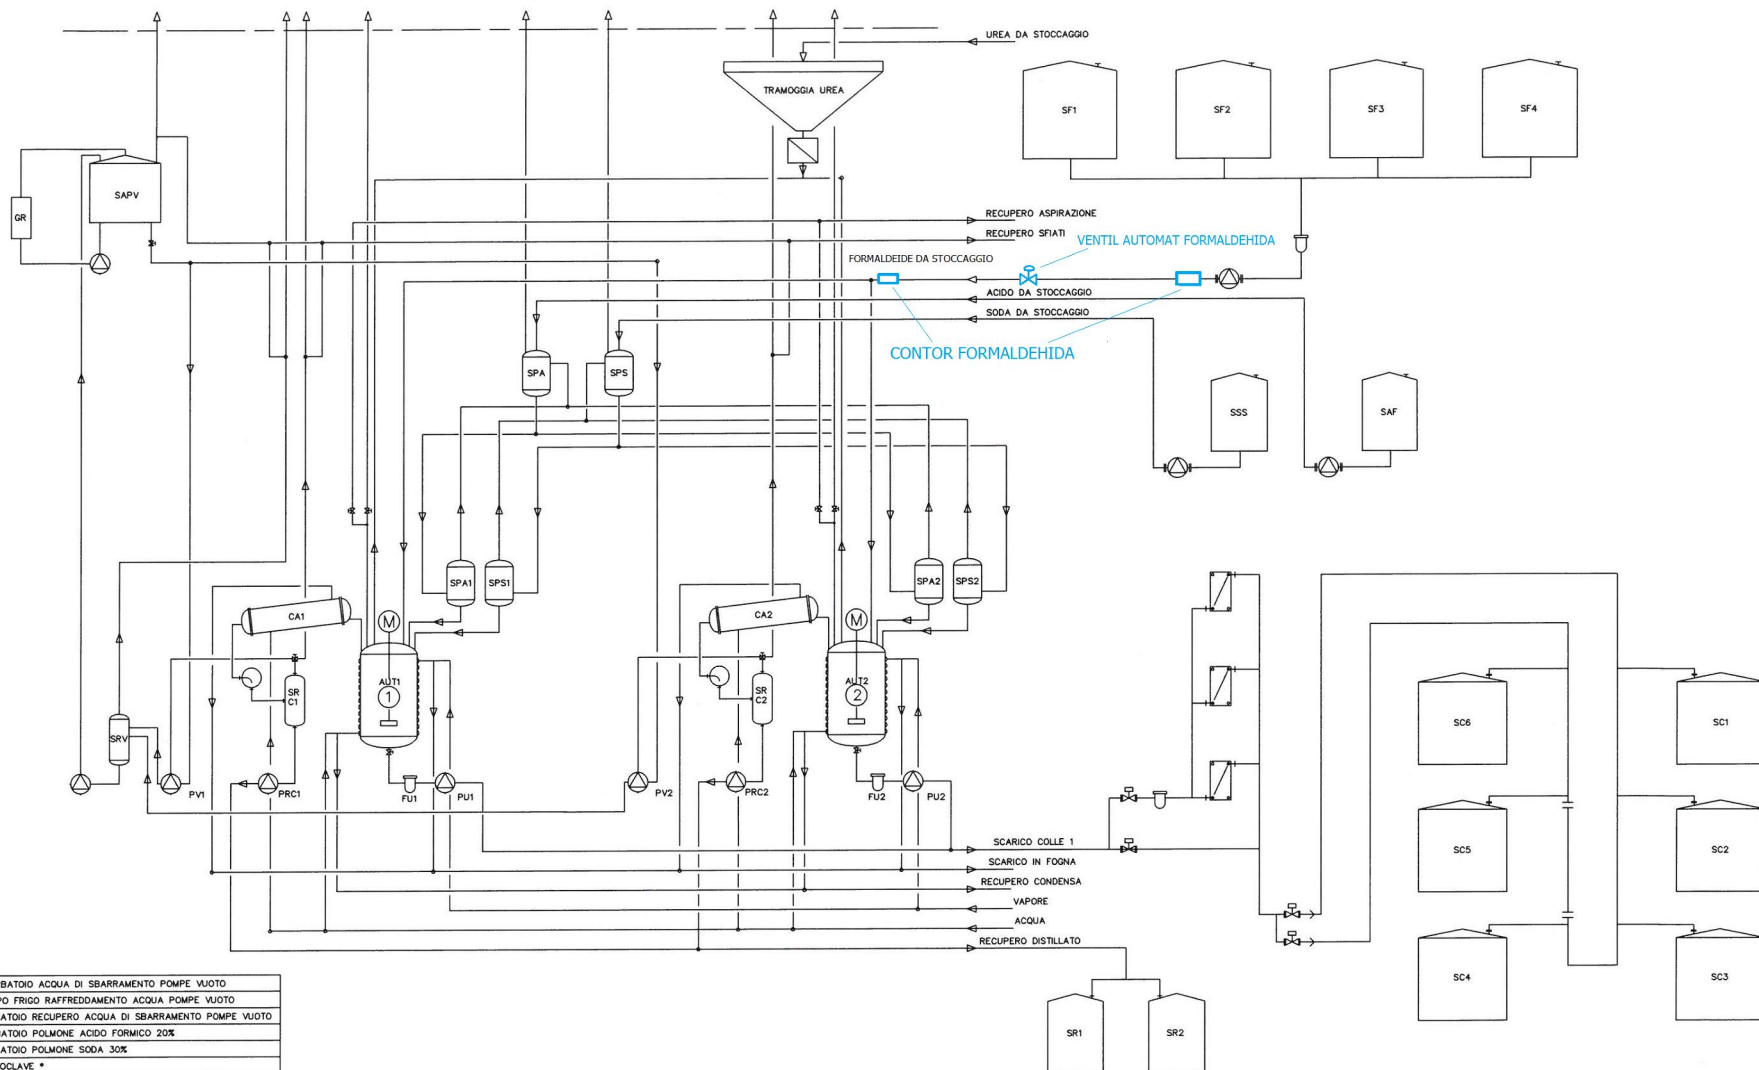 UREA DA STOCCAGGIO
TRAMOGGIA UREA
SF1
SF2
SF3
SF4
SAPV
GR
RECUPERO ASPIRAZIONE
RECUPERO SFIATI
VENTIL AUTOMAT FORMALDEHIDA
FORMALDEIDE DA STOCCAGGIO
ACIDO DA STOCCAGGIO
SODA DA STOCCAGGIO
CONTOR FORMALDEHIDA
SPA
SPS
SSS
SAF
SPA1
SPS1
SPA2
SPS2
CA1
M
CA2
M
AUT1
1
SR
C1
AUT2
2
SR
C2
SRV
SC6
SC1
PV1
PRC1
FU1
PU1
PV2
PRC2
FU2
PU2
SCARICO COLLE 1
SC5
SC2
SCARICO IN FOGNA
RECUPERO CONDENSA
VAPORE
ACQUA
RECUPERO DISTILLATO
SC4
SC3
SR1
SR2
BATOIO ACQUA DI SBARRAMENTO POMPE VUOTO
PO FRIGO RAFFREDDAMENTO ACQUA POMPE VUOTO
ATOIO RECUPERO ACQUA DI SBARRAMENTO POMPE VUOTO
ATOIO POLMONE ACIDO FORMICO 20%
ATOIO POLMONE SODA 30%
OCLAVE *